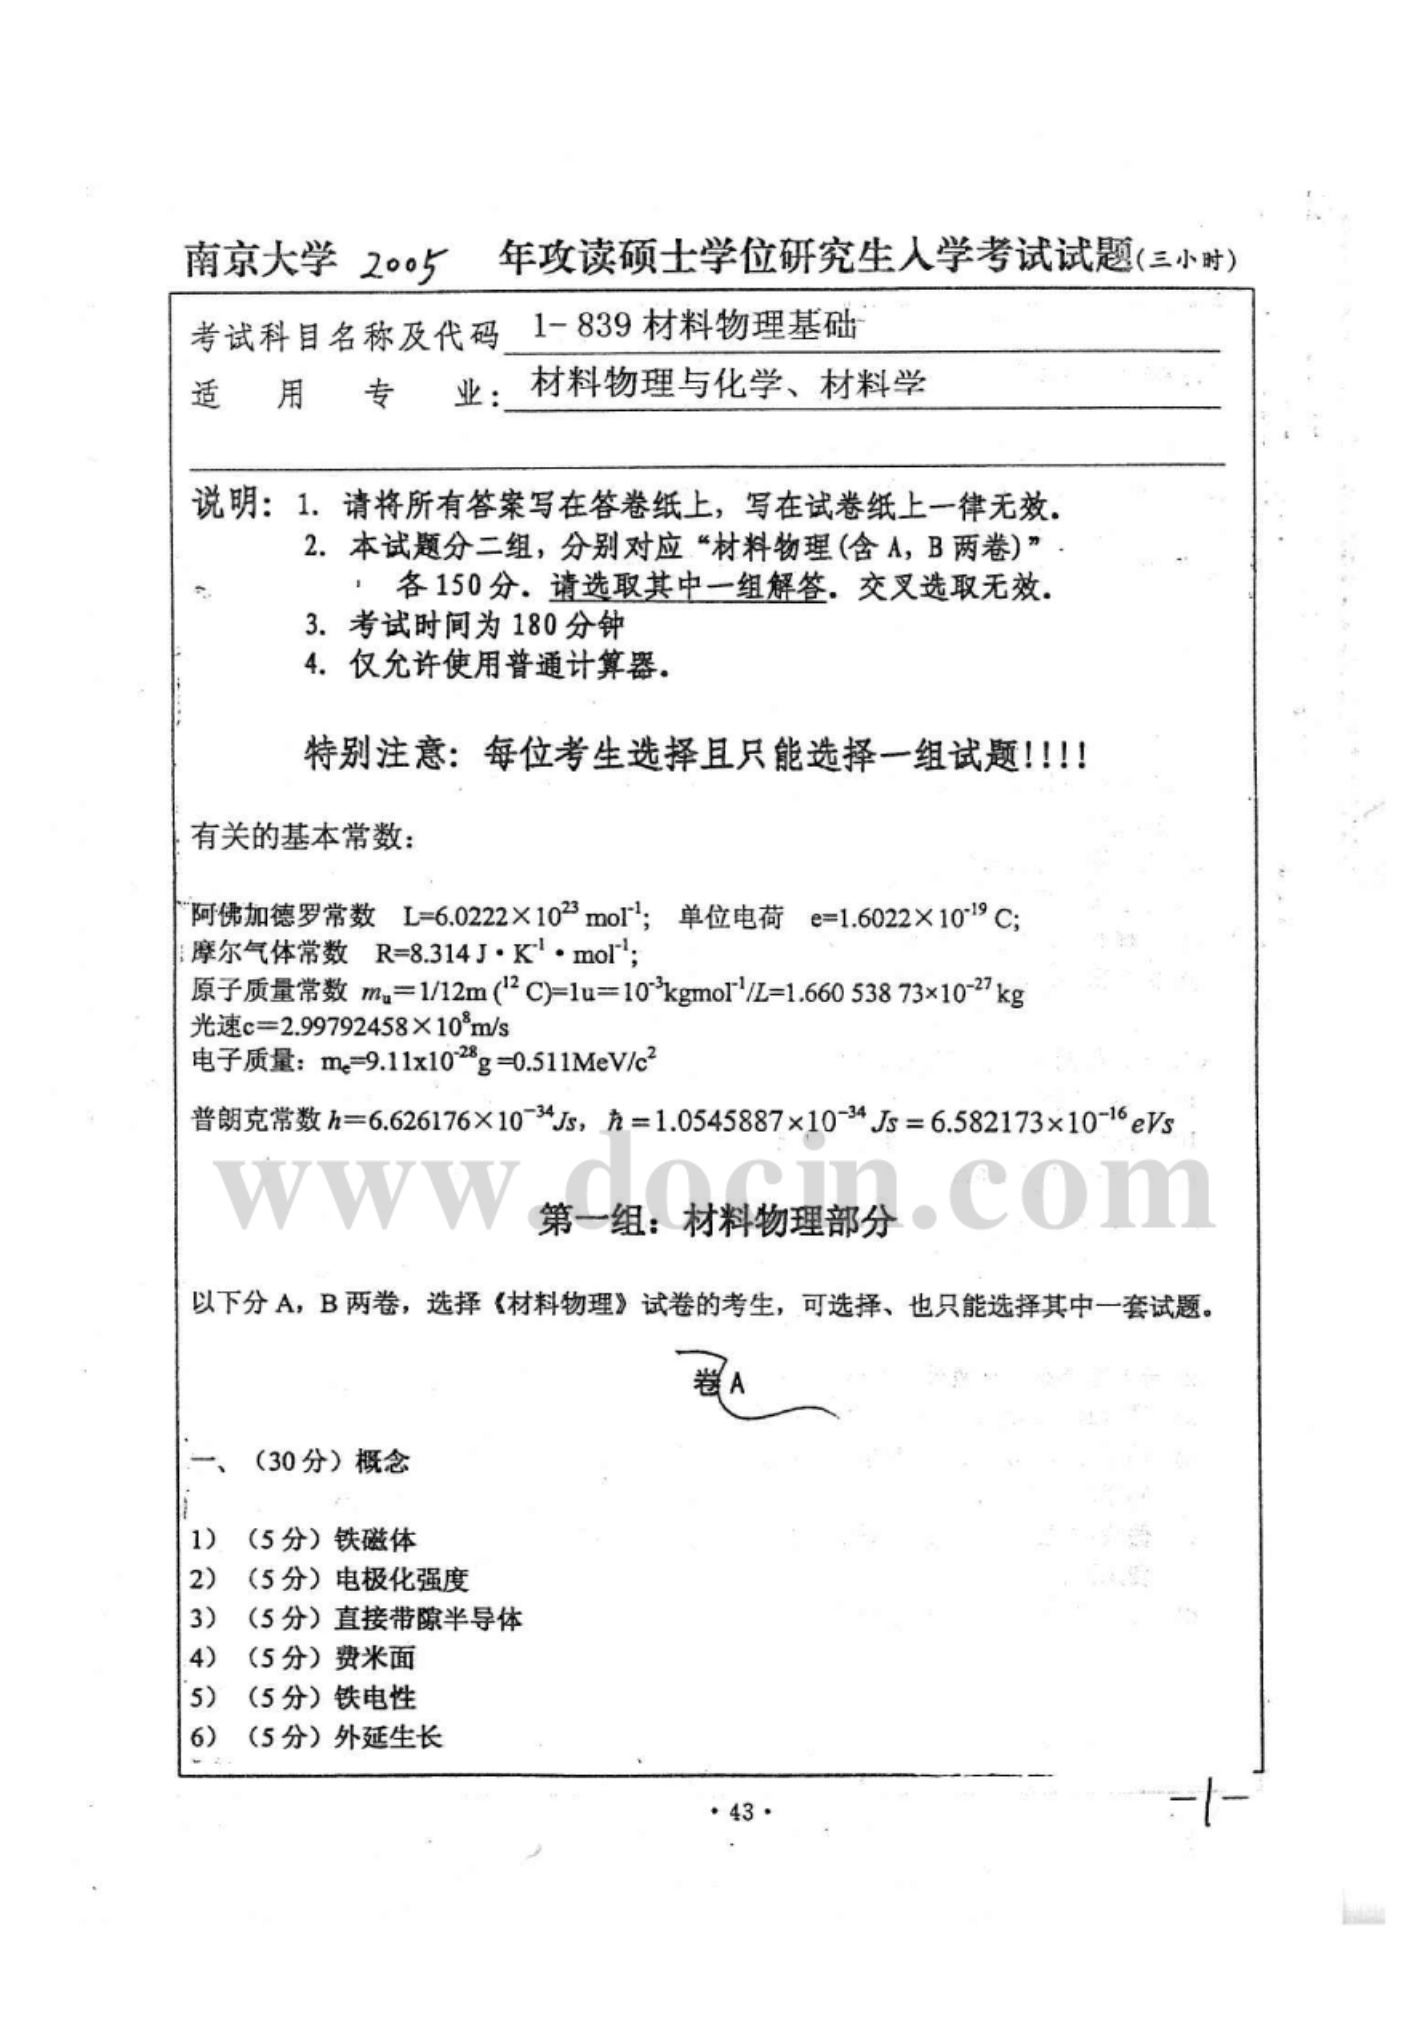 南京大学 2005 年攻读硕士学位研究生入学考试试题(三小时)
考试科目名称及代码 1-839 材料物理基础
适用专业: 材料物理与化学、材料学
说明: 1. 请将所有答案写在答卷纸上，写在试卷纸上一律无效。
2. 本试题分二组，分别对应“材料物理(含 A，B 两卷)”
各 150 分。请选取其中一组解答。交叉选取无效。
3. 考试时间为 180 分钟
4. 仅允许使用普通计算器。
特别注意：每位考生选择且只能选择一组试题!!!!
有关的基本常数：
阿佛加德罗常数 L=6.0222×10²³ mol⁻¹; 单位电荷 e=1.6022×10⁻¹⁹ C;
摩尔气体常数 R=8.314 J·K⁻¹·mol⁻¹;
原子质量常数 mᵤ=1/12m (¹² C)=1u=10⁻³kgmol⁻¹/L=1.660 538 73×10⁻²⁷ kg
光速c=2.99792458×10⁸m/s
电子质量：mₑ=9.11x10⁻²⁸g =0.511MeV/c²
普朗克常数 h=6.626176×10⁻³⁴Js，ℏ=1.0545887×10⁻³⁴ Js = 6.582173×10⁻¹⁶ eVs
www.docin.com
第一组：材料物理部分
以下分 A，B 两卷，选择《材料物理》试卷的考生，可选择、也只能选择其中一套试题。
卷 A
一、（30 分）概念
1）（5 分）铁磁体
2）（5 分）电极化强度
3）（5 分）直接带隙半导体
4）（5 分）费米面
5）（5 分）铁电性
6）（5 分）外延生长
· 43 ·
-1-